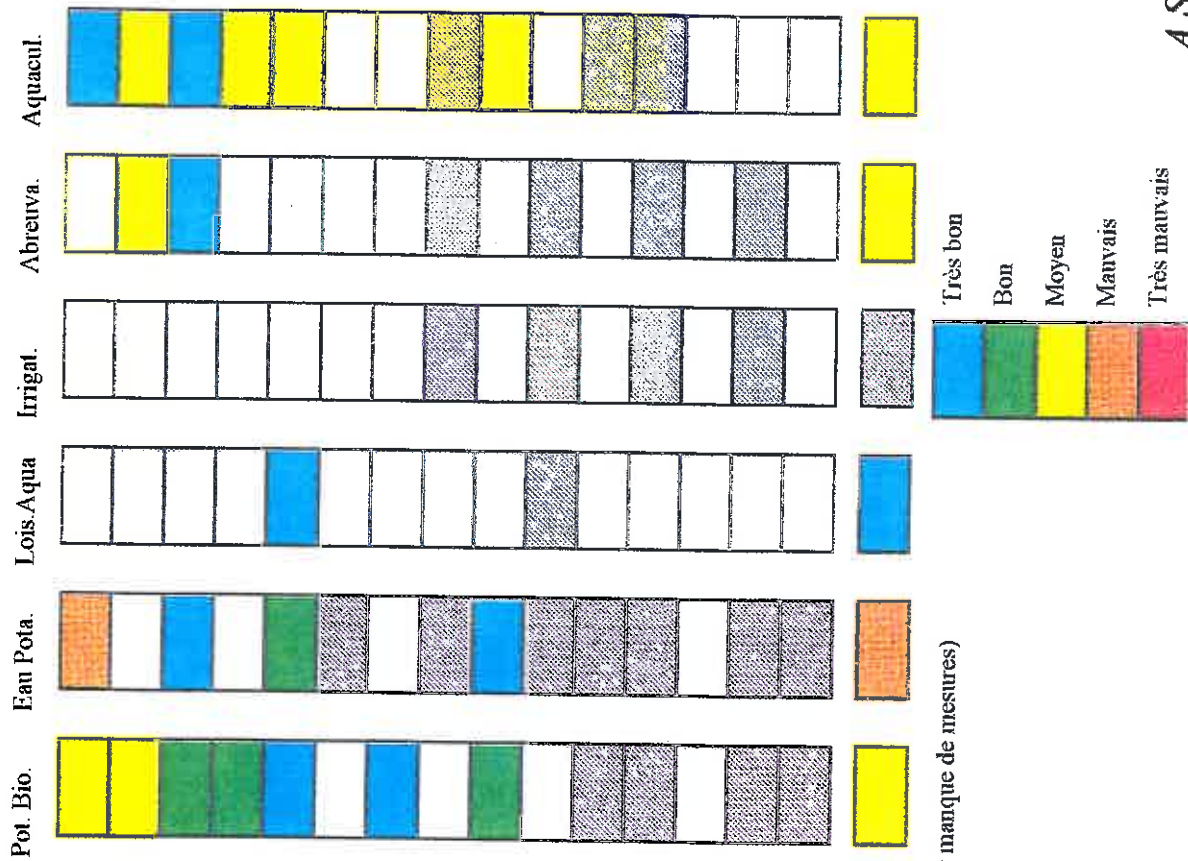 Pot. Bio.
Eau Pota.
Lois.Aqua
Irrigat.
Abreuva.
Aquacul.
manque de mesures)
Très bon
Bon
Moyen
Mauvais
Très mauvais
A S